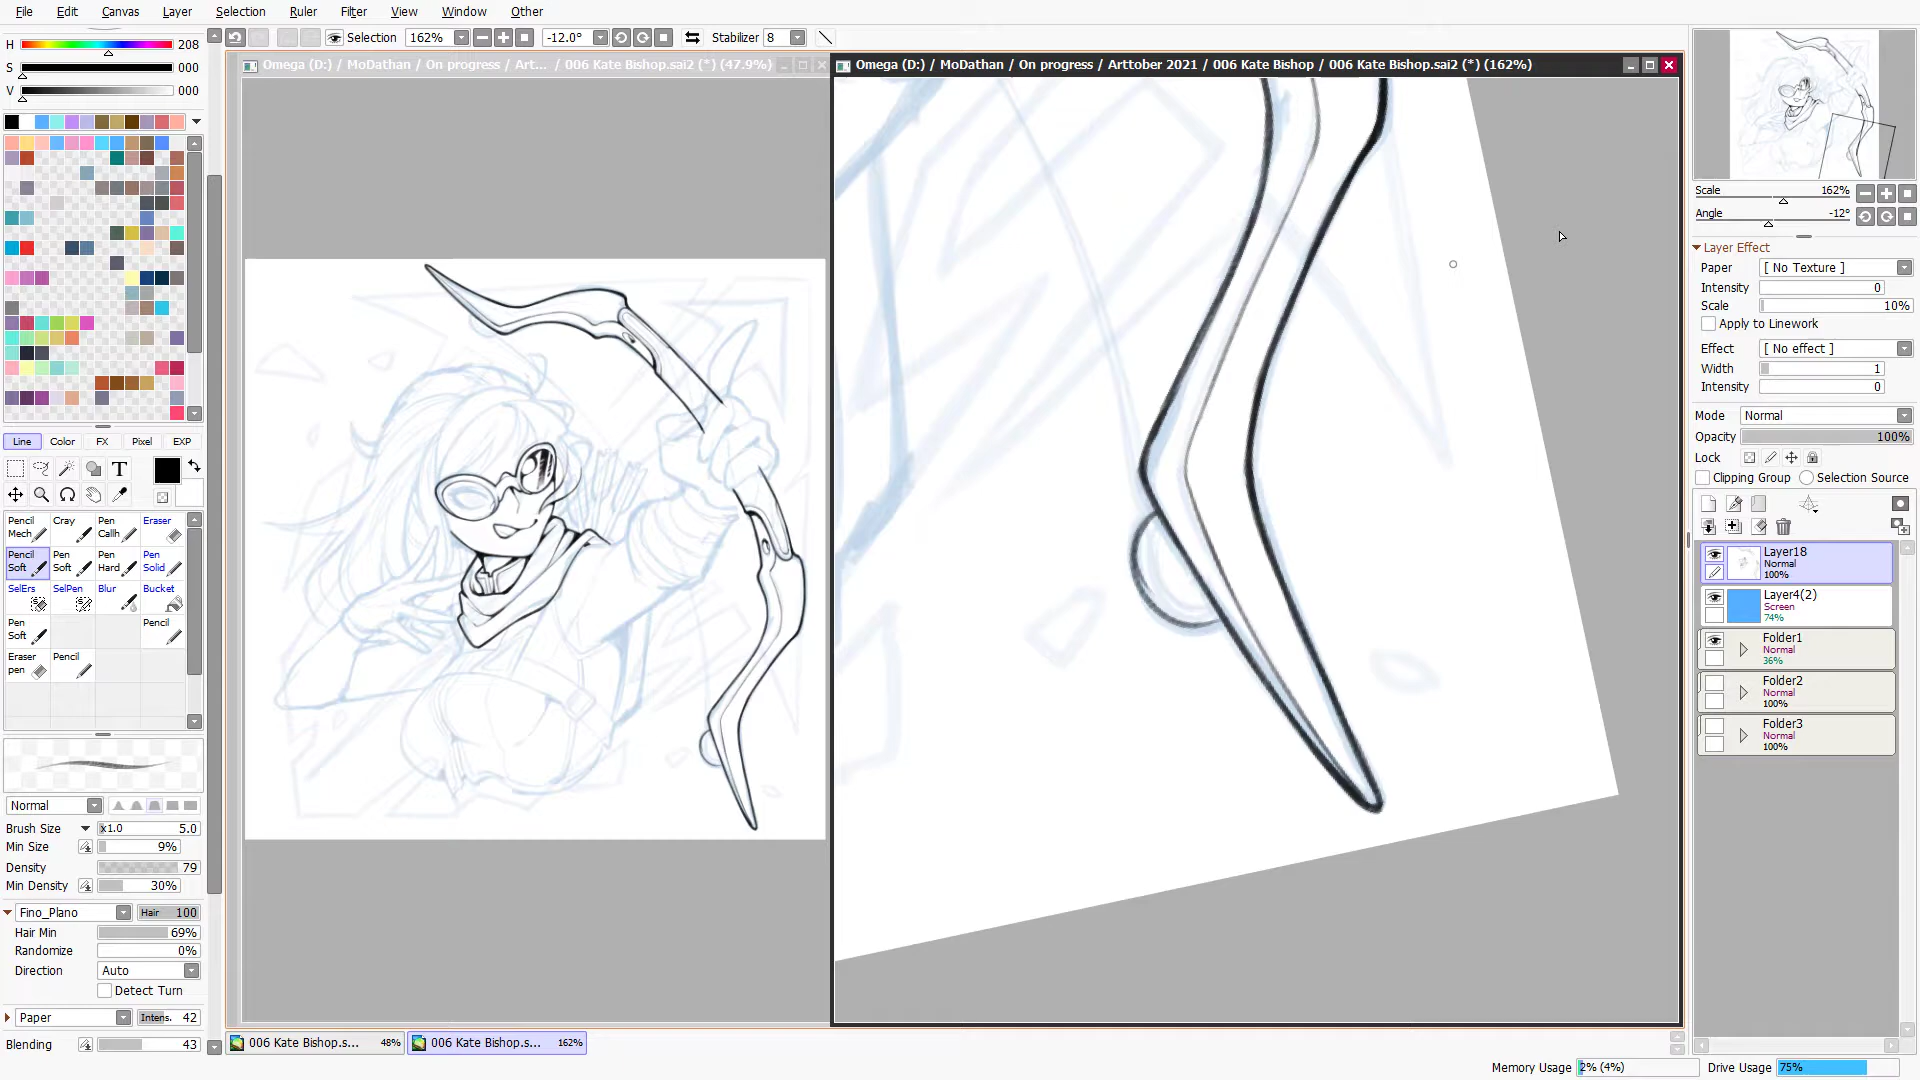 File Edit Canvas Layer Selection Ruler Filter View Window Other
H 208
S 000
V 000
Selection 162% -12.0° Stabilizer 8
Omega (D:) / MoDathan / On progress / Art... / 006 Kate Bishop.sai2 (*) (47.9%)
Omega (D:) / MoDathan / On progress / Arttober 2021 / 006 Kate Bishop / 006 Kate Bishop.sai2 (*) (162%)
Line Color FX Pixel EXP
T
Pencil Mech Cray Pen Callh Eraser
Pencil Soft Pen Soft Pen Hard Pen Solid
SelErs SelPen Blur Bucket
Pen Soft Pencil
Eraser pen Pencil
Normal
Brush Size x1.0 5.0
Min Size 9%
Density 79
Min Density 30%
Fino_Plano Hair 100
Hair Min 69%
Randomize 0%
Direction Auto
Detect Turn
Paper Intens. 42
Blending 43
006 Kate Bishop.s... 48%
006 Kate Bishop.s... 162%
Scale 162%
Angle -12°
Layer Effect
Paper [ No Texture ]
Intensity 0
Scale 10%
Apply to Linework
Effect [ No effect ]
Width 1
Intensity 0
Mode Normal
Opacity 100%
Lock
Clipping Group Selection Source
Layer18
Normal
100%
Layer4(2)
Screen
74%
Folder1
Normal
36%
Folder2
Normal
100%
Folder3
Normal
100%
Memory Usage 2% (4%) Drive Usage 75%